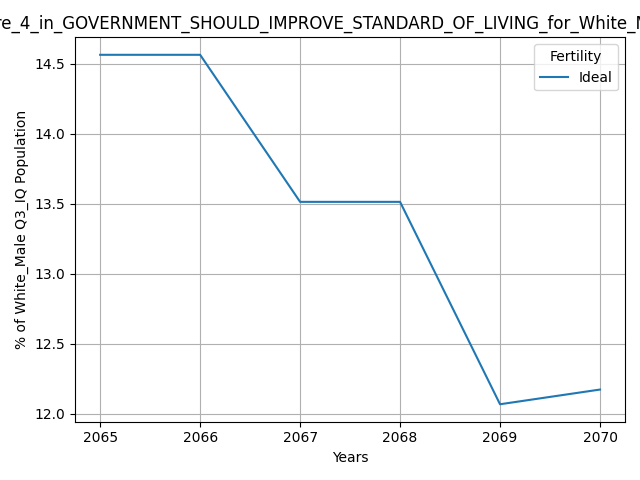 re_4_in_GOVERNMENT_SHOULD_IMPROVE_STANDARD_OF_LIVING_for_White_M
Fertility
Ideal
14.5
14.0
13.5
13.0
12.5
12.0
% of White_Male Q3_IQ Population
2065 2066 2067 2068 2069 2070
Years